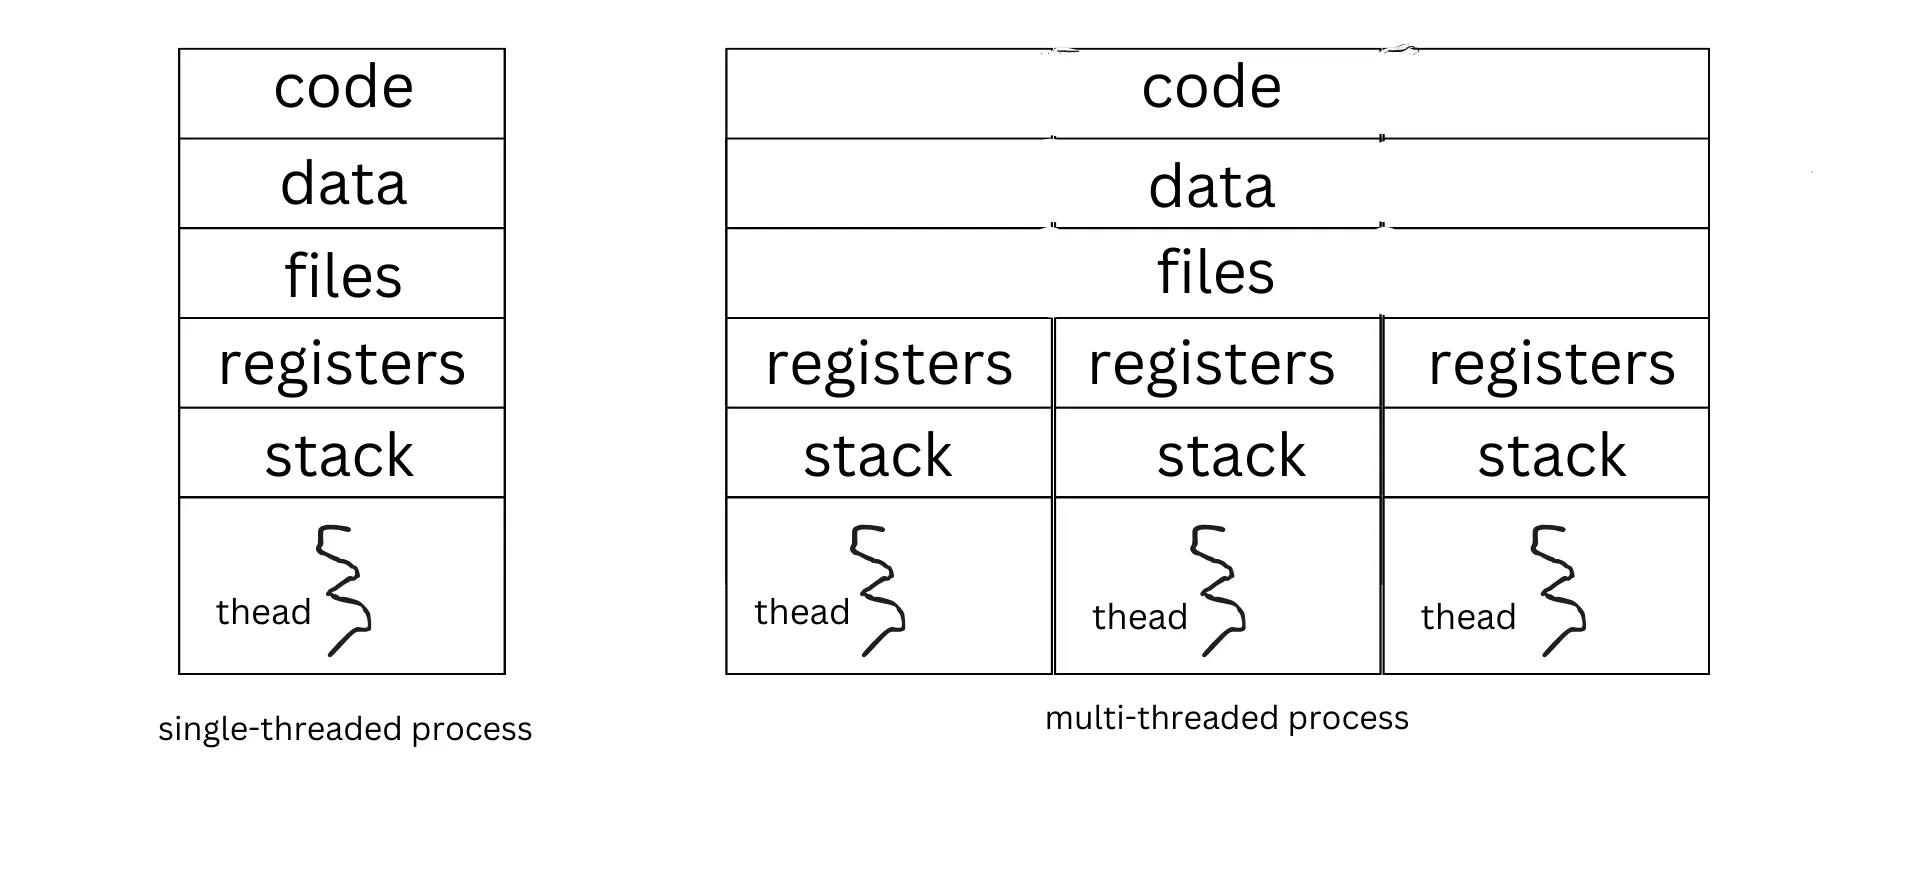 code
data
files
registers
stack
thead
single-threaded process
code
data
files
registers registers registers
stack stack stack
thead thead thead
multi-threaded process